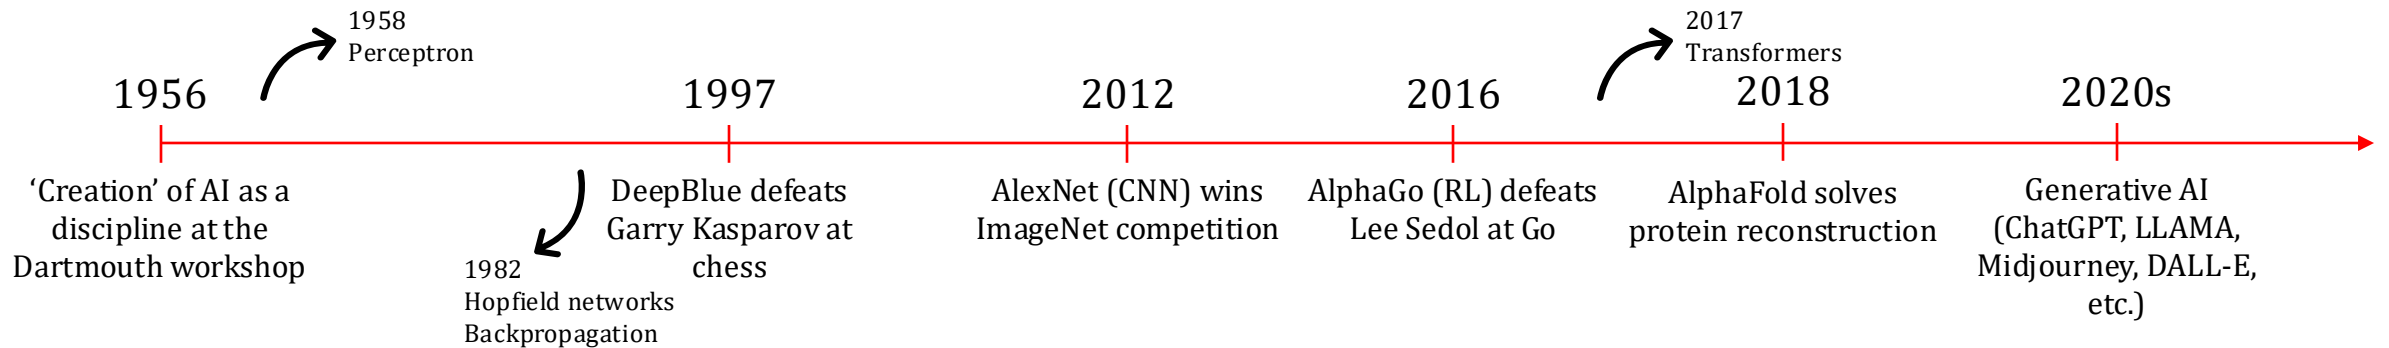 1958
Perceptron
2017
Transformers
1956
1997
2012
2016
2018
2020s
‘Creation’ of AI as a
discipline at the
Dartmouth workshop
1982
Hopfield networks
Backpropagation
DeepBlue defeats
Garry Kasparov at
chess
AlexNet (CNN) wins
ImageNet competition
AlphaGo (RL) defeats
Lee Sedol at Go
AlphaFold solves
protein reconstruction
Generative AI
(ChatGPT, LLAMA,
Midjourney, DALL-E,
etc.)